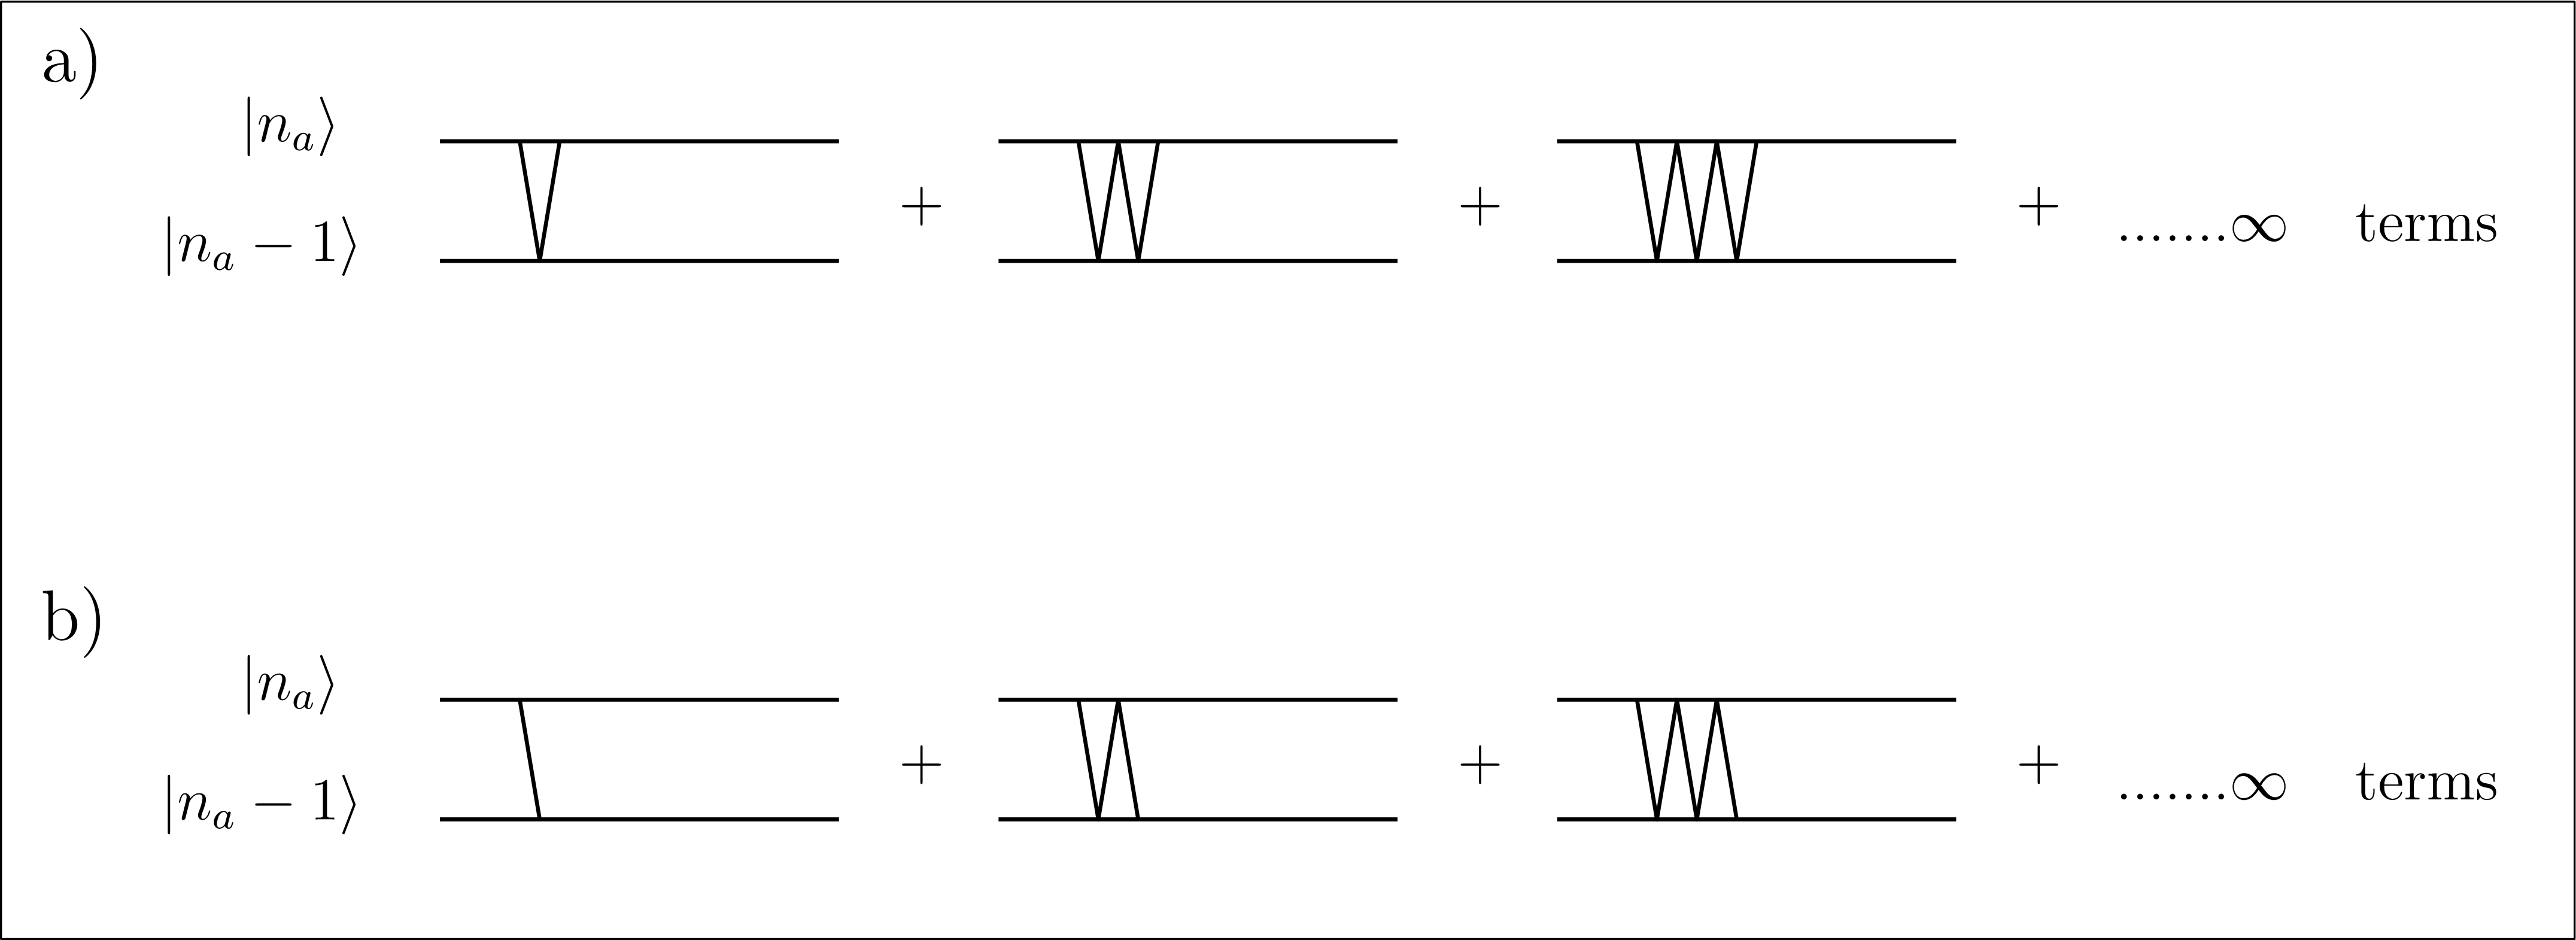 a)
|n_a⟩
|n_a − 1⟩ + + + .......∞ terms
b)
|n_a⟩
|n_a − 1⟩ + + + .......∞ terms